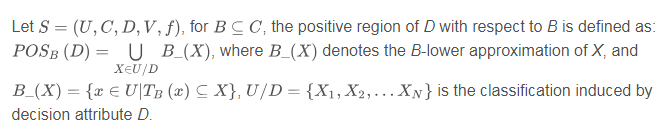 Let S = (U, C, D, V, f), for B ⊆ C, the positive region of D with respect to B is defined as:
POS_B (D) = ∪_{X∈U/D} B_(X), where B_(X) denotes the B-lower approximation of X, and
B_(X) = {x ∈ U|T_B (x) ⊆ X}, U/D = {X_1, X_2, ... X_N} is the classification induced by
decision attribute D.